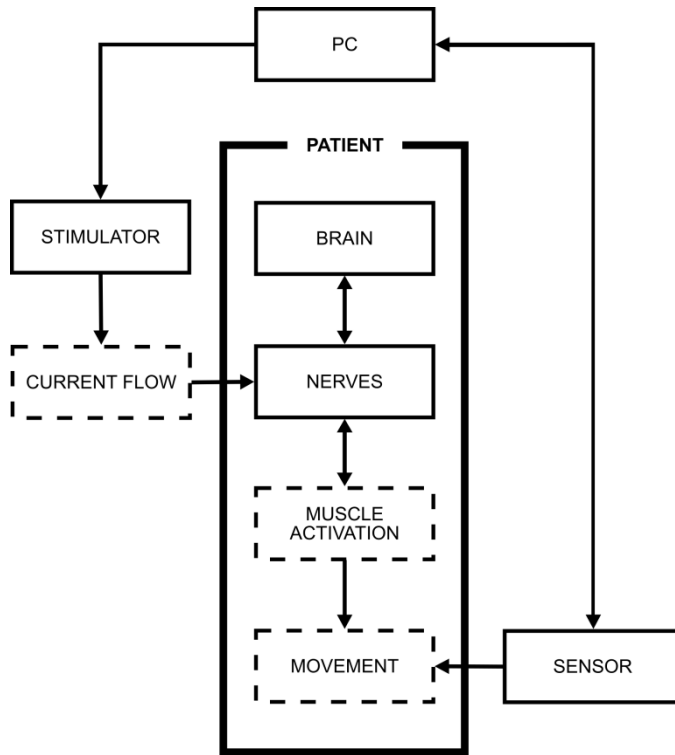 PC
PATIENT
STIMULATOR
BRAIN
CURRENT FLOW
NERVES
MUSCLE
ACTIVATION
MOVEMENT
SENSOR